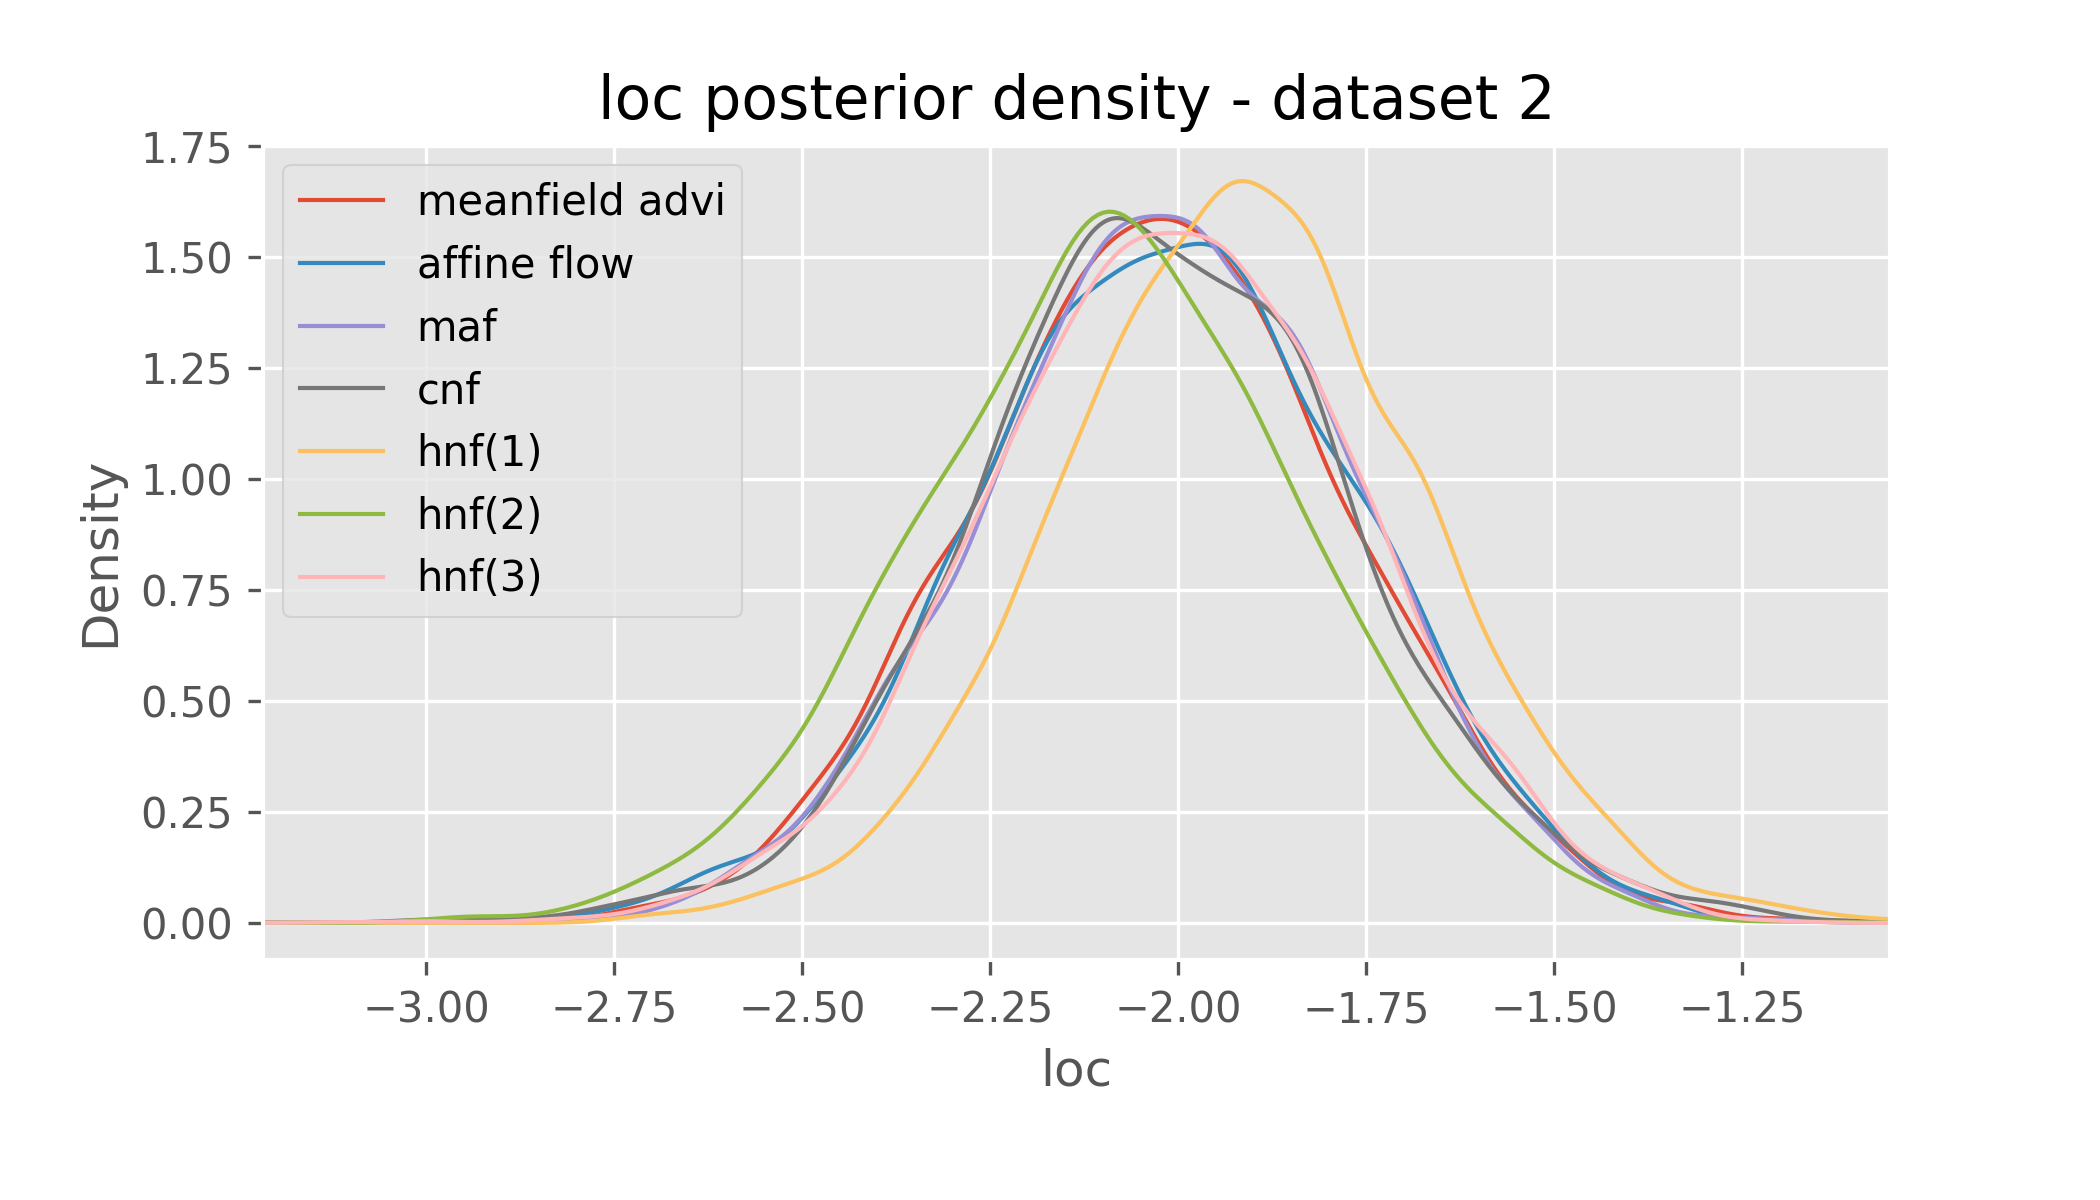 loc posterior density - dataset 2
1.75
1.50
1.25
1.00
0.75
0.50
0.25
0.00
Density
meanfield advi
affine flow
maf
cnf
hnf(1)
hnf(2)
hnf(3)
−3.00 −2.75 −2.50 −2.25 −2.00 −1.75 −1.50 −1.25
loc